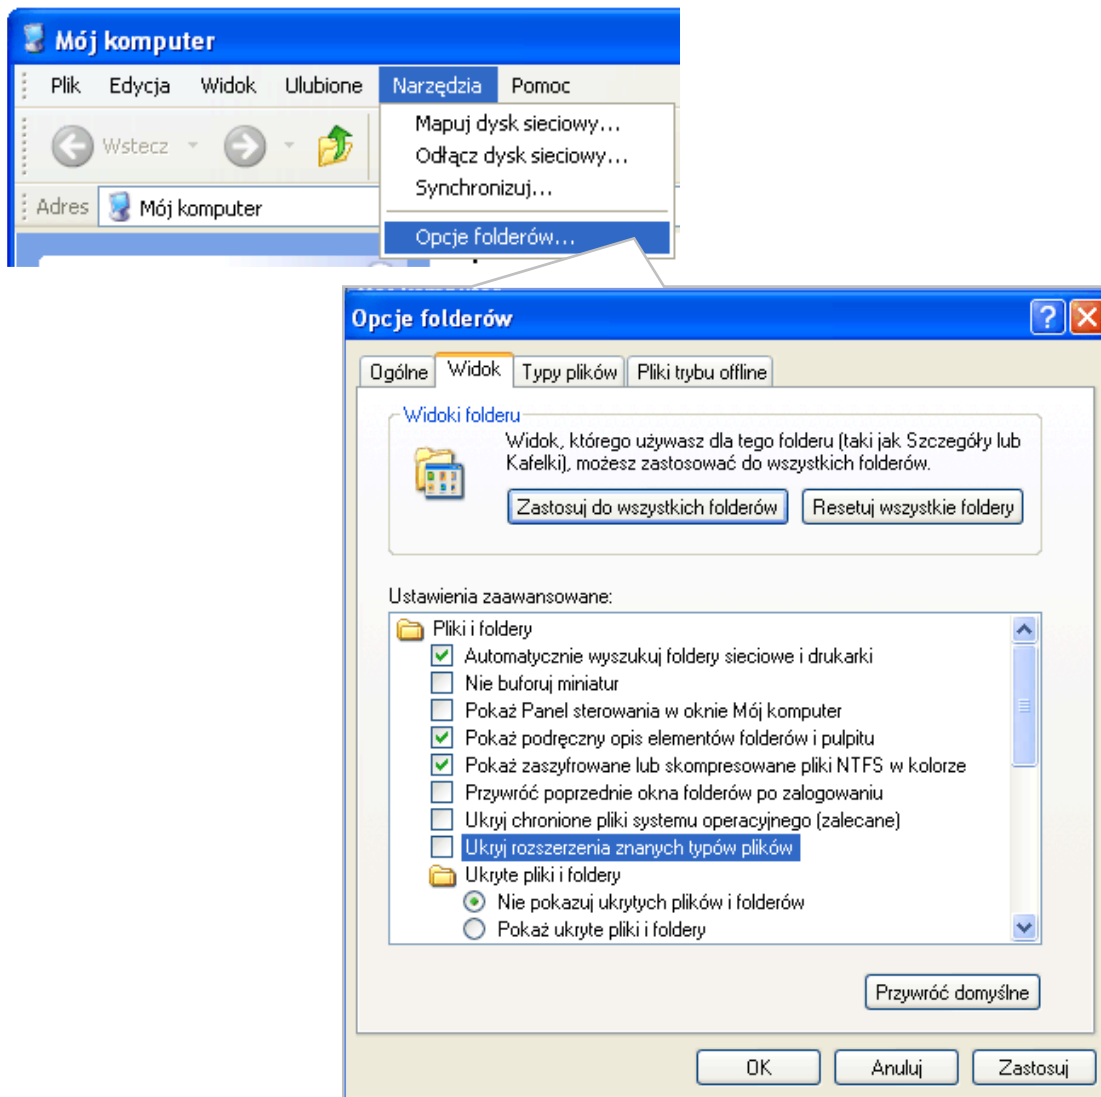 Mój komputer
Plik Edycja Widok Ulubione Narzędzia Pomoc
Mapuj dysk sieciowy...
Odłącz dysk sieciowy...
Synchronizuj...
Opcje folderów...
Wstecz
Adres Mój komputer
Opcje folderów
Ogólne Widok Typy plików Pliki trybu offline
Widoki folderu
Widok, którego używasz dla tego folderu (taki jak Szczegóły lub
Kafelki), możesz zastosować do wszystkich folderów.
Zastosuj do wszystkich folderów Resetuj wszystkie foldery
Ustawienia zaawansowane:
Pliki i foldery
Automatycznie wyszukuj foldery sieciowe i drukarki
Nie buforuj miniatur
Pokaż Panel sterowania w oknie Mój komputer
Pokaż podręczny opis elementów folderów i pulpitu
Pokaż zaszyfrowane lub skompresowane pliki NTFS w kolorze
Przywróć poprzednie okna folderów po zalogowaniu
Ukryj chronione pliki systemu operacyjnego (zalecane)
Ukryj rozszerzenia znanych typów plików
Ukryte pliki i foldery
Nie pokazuj ukrytych plików i folderów
Pokaż ukryte pliki i foldery
Przywróć domyślne
OK Anuluj Zastosuj